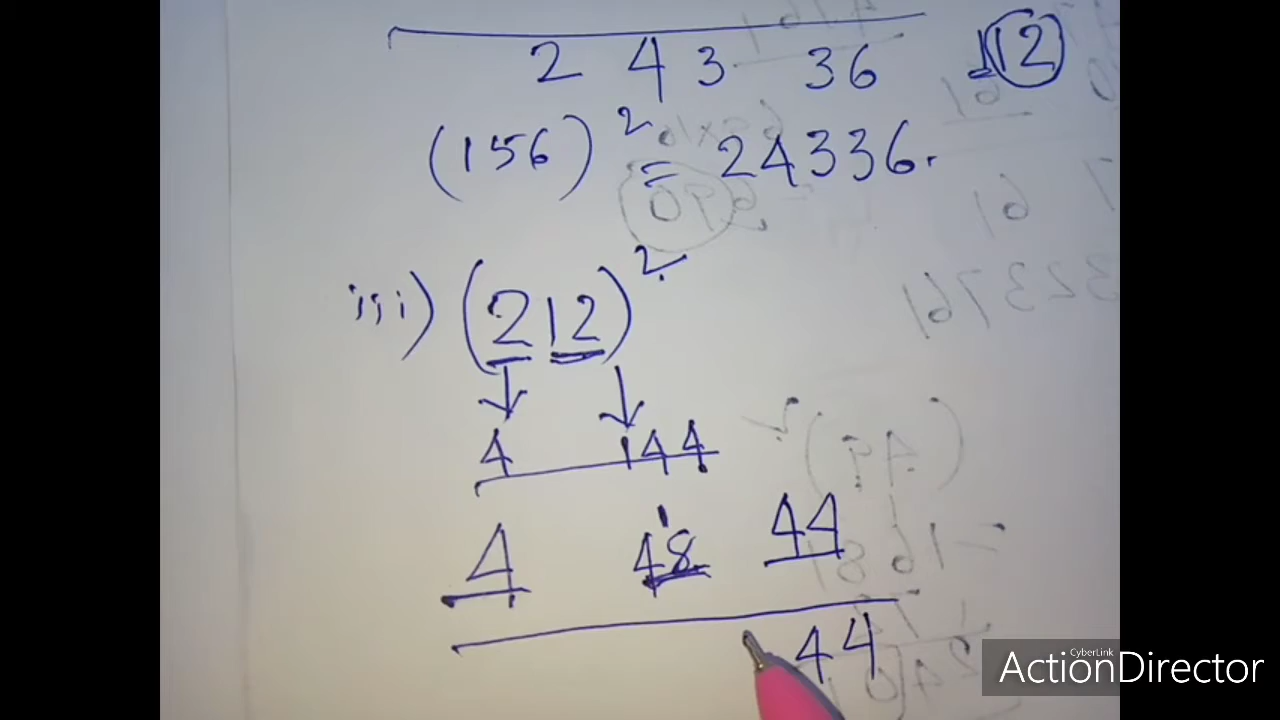 2 4 3 36 12
(156)² = 24336.
iii) (212)²
4 144
4 48 44
1
44
CyberLink
ActionDirector